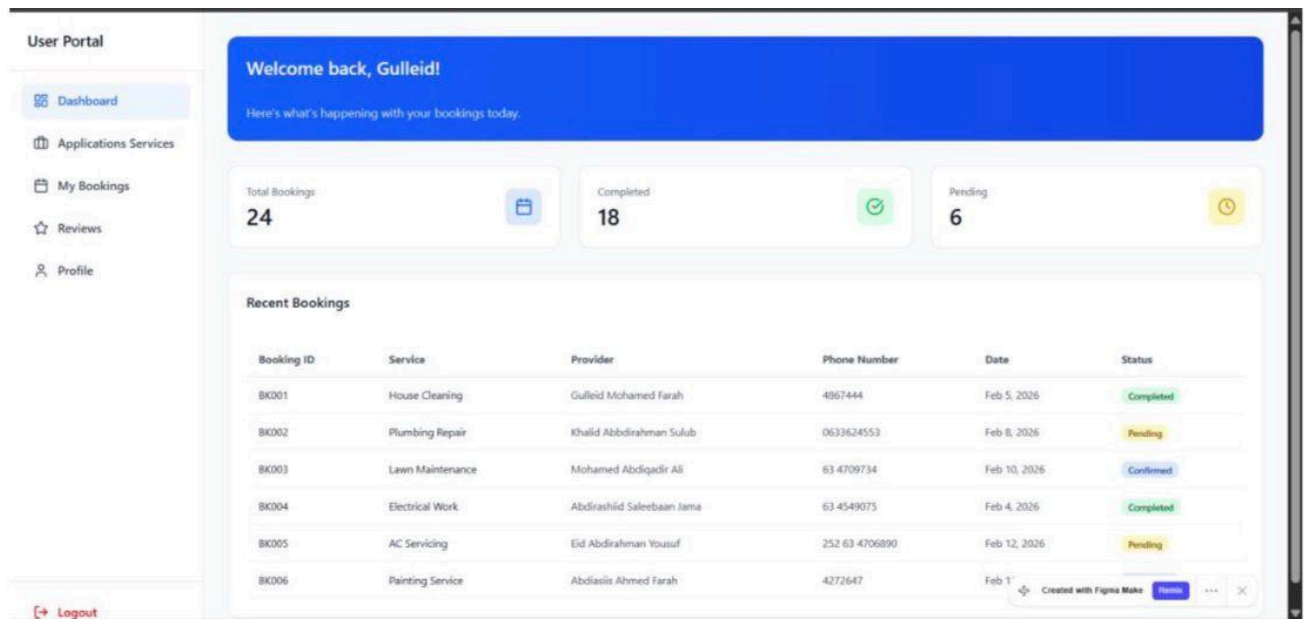 User Portal
Dashboard
Applications Services
My Bookings
Reviews
Profile
Logout
Welcome back, Gulleid!
Here's what's happening with your bookings today.
Total Bookings
24
Completed
18
Pending
6
Recent Bookings
Booking ID Service Provider Phone Number Date Status
BK001 House Cleaning Gulleid Mohamed Farah 4867444 Feb 5, 2026 Completed
BK002 Plumbing Repair Khalid Abbdirahman Sulub 0633624553 Feb 8, 2026 Pending
BK003 Lawn Maintenance Mohamed Abdiqadir Ali 63 4709734 Feb 10, 2026 Confirmed
BK004 Electrical Work Abdirashiid Saleebaan Jama 63 4549075 Feb 4, 2026 Completed
BK005 AC Servicing Eid Abdirahman Yousuf 252 63 4706890 Feb 12, 2026 Pending
BK006 Painting Service Abdiasiis Ahmed Farah 4272647 Feb 1
Created with Figma Make Remix